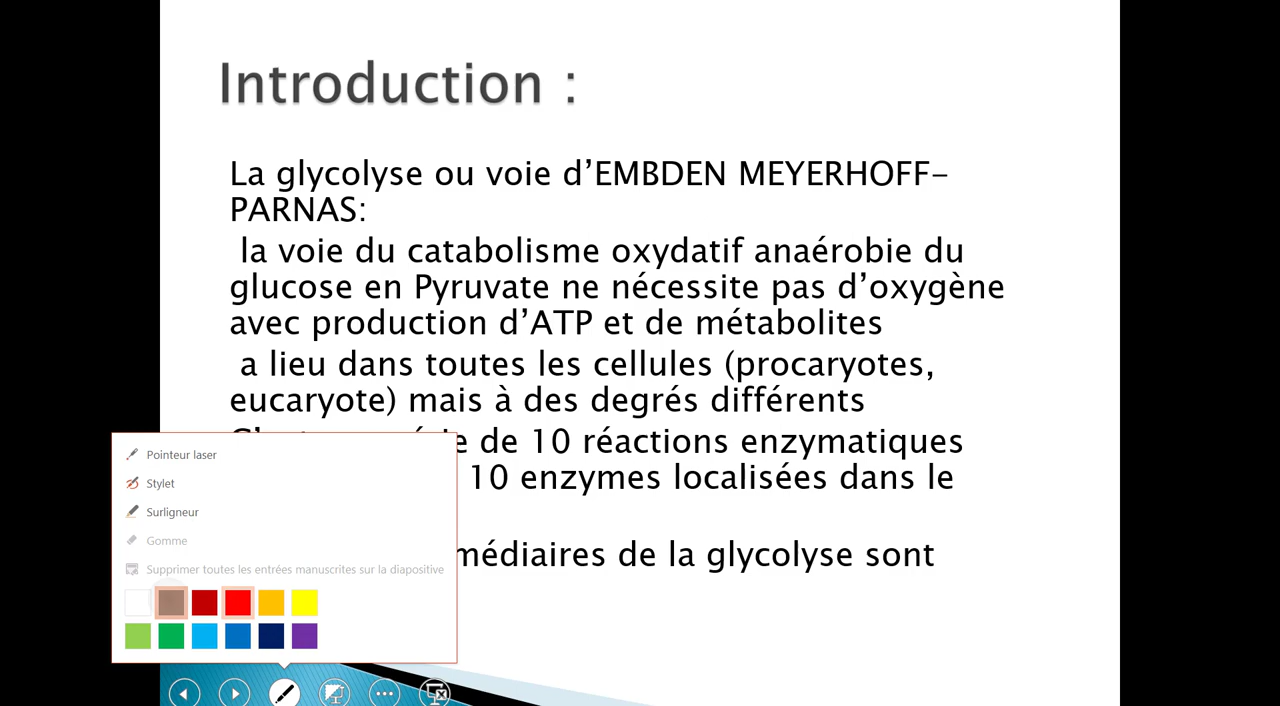 Introduction :
La glycolyse ou voie d’EMBDEN MEYERHOFF-
PARNAS:
la voie du catabolisme oxydatif anaérobie du
glucose en Pyruvate ne nécessite pas d’oxygène
avec production d’ATP et de métabolites
a lieu dans toutes les cellules (procaryotes,
eucaryote) mais à des degrés différents
de 10 réactions enzymatiques
10 enzymes localisées dans le
de la glycolyse sont
Pointeur laser
Stylet
Surligneur
Gomme
Supprimer toutes les entrées manuscrites sur la diapositive